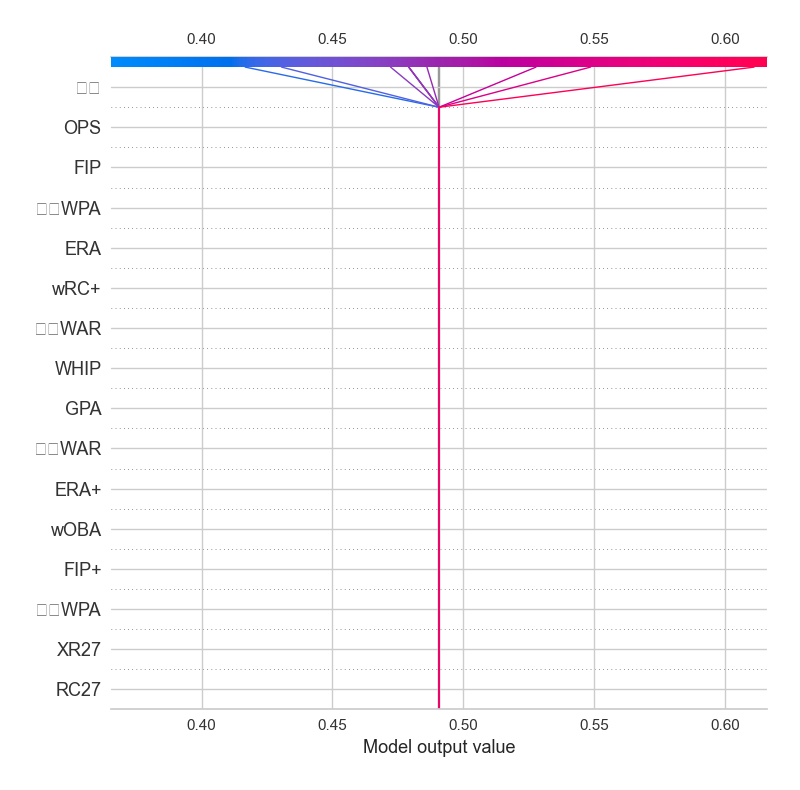 0.40 0.45 0.50 0.55 0.60
OPS
FIP
WPA
ERA
wRC+
WAR
WHIP
GPA
WAR
ERA+
wOBA
FIP+
WPA
XR27
RC27
0.40 0.45 0.50 0.55 0.60
Model output value